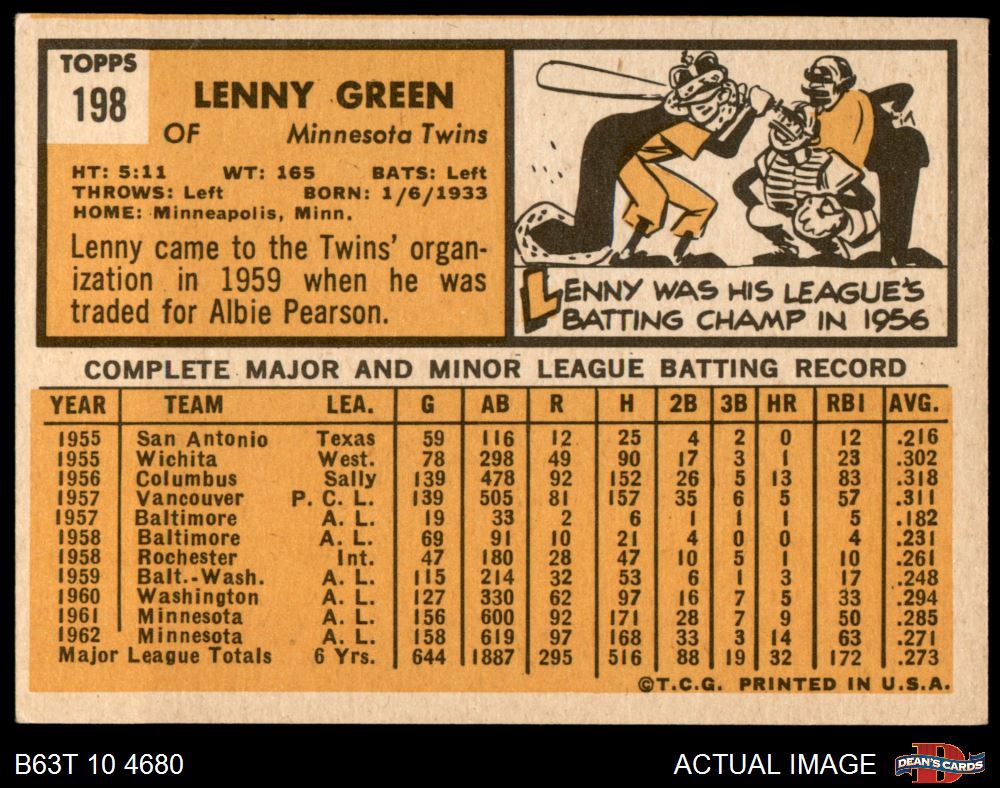 TOPPS
198
LENNY GREEN
OF Minnesota Twins
HT: 5:11 WT: 165 BATS: Left
THROWS: Left BORN: 1/6/1933
HOME: Minneapolis, Minn.
Lenny came to the Twins' organ-
ization in 1959 when he was
traded for Albie Pearson.
LENNY WAS HIS LEAGUE'S
BATTING CHAMP IN 1956
COMPLETE MAJOR AND MINOR LEAGUE BATTING RECORD
YEAR TEAM LEA. G AB R H 2B 3B HR RBI AVG.
1955 San Antonio Texas 59 116 12 25 4 2 0 12 .216
1955 Wichita West. 78 298 49 90 17 3 1 23 .302
1956 Columbus Sally 139 478 92 152 26 5 13 83 .318
1957 Vancouver P. C. L. 139 505 81 157 35 6 5 57 .311
1957 Baltimore A. L. 19 33 2 6 1 1 1 5 .182
1958 Baltimore A. L. 69 91 10 21 4 0 0 4 .231
1958 Rochester Int. 47 180 28 47 10 5 1 10 .261
1959 Balt.-Wash. A. L. 115 214 32 53 6 1 3 17 .248
1960 Washington A. L. 127 330 62 97 16 7 5 33 .294
1961 Minnesota A. L. 156 600 92 171 28 7 9 50 .285
1962 Minnesota A. L. 158 619 97 168 33 3 14 63 .271
Major League Totals 6 Yrs. 644 1887 295 516 88 19 32 172 .273
©T.C.G. PRINTED IN U.S.A.
B63T 10 4680
ACTUAL IMAGE
D
DEAN'S CARDS